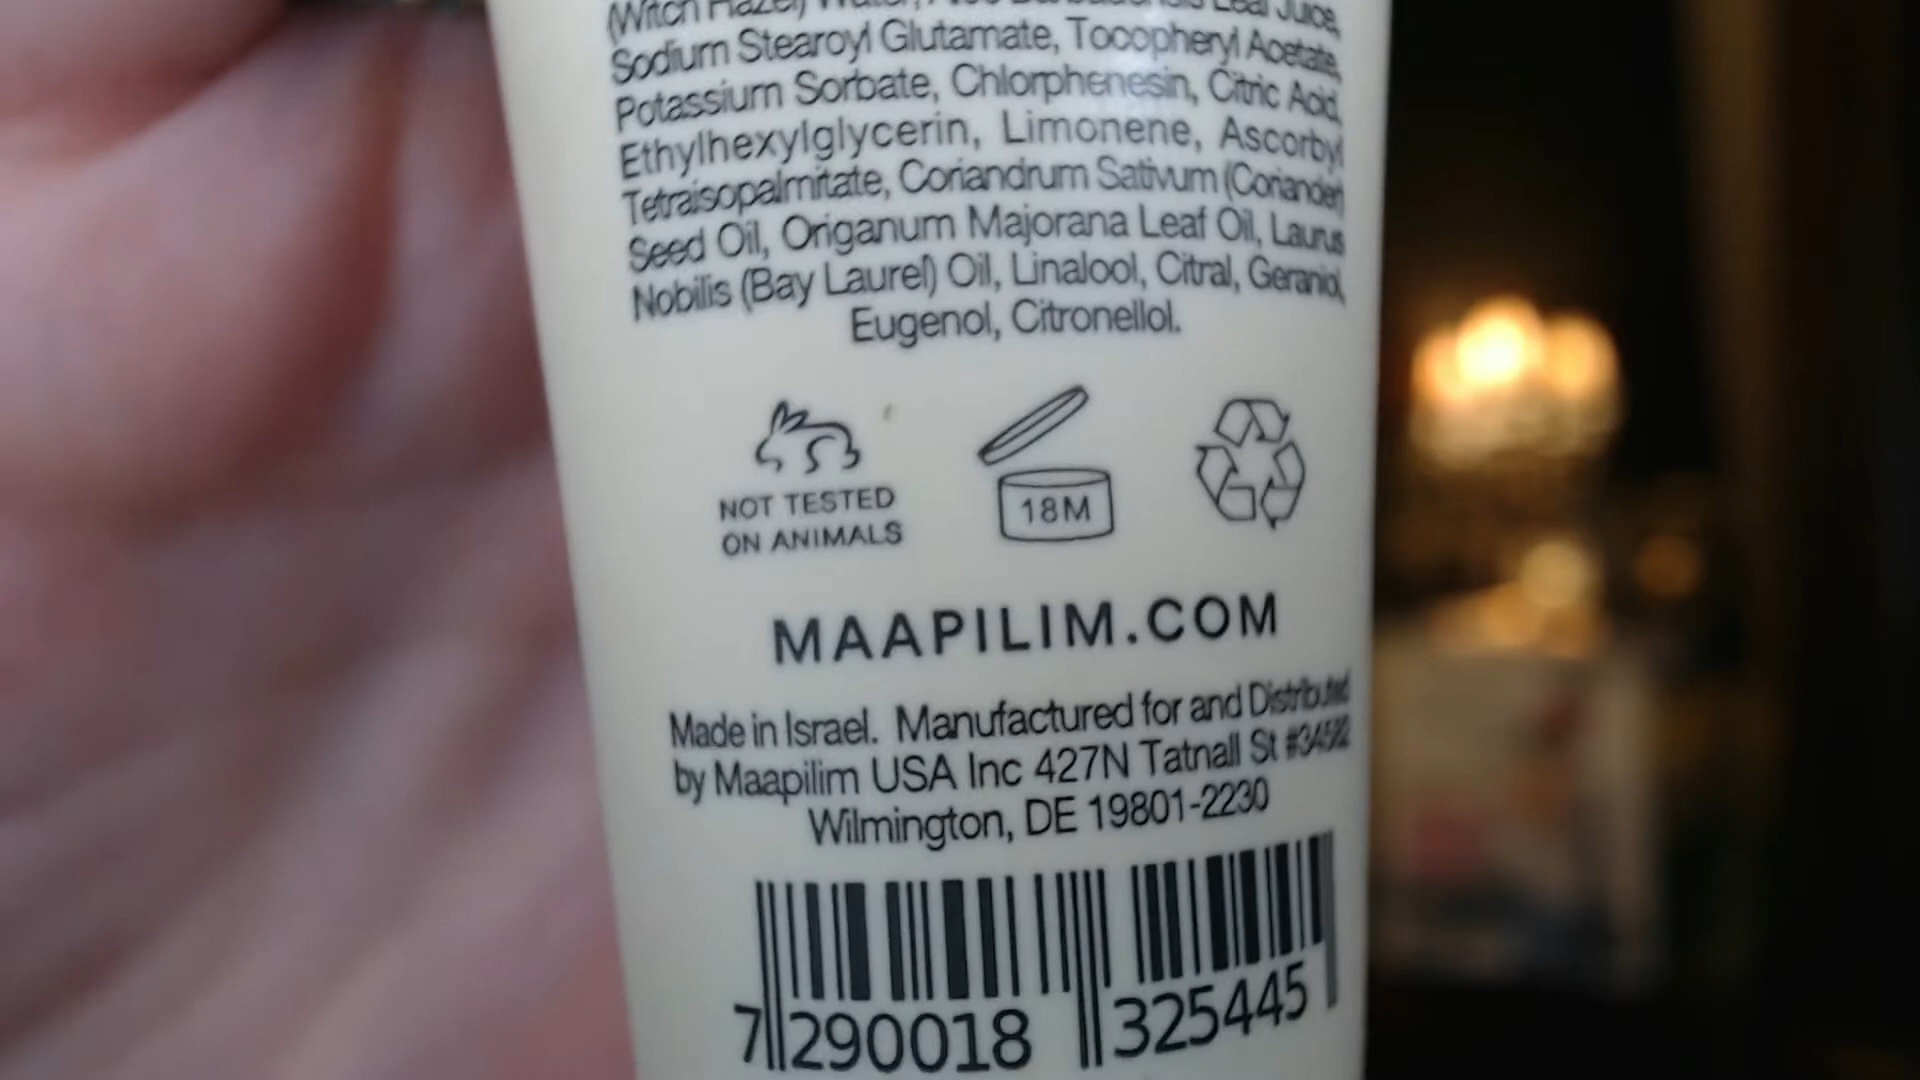 (Witch Hazel) Water, Aloe Barbadensis Leaf Juice,
Sodium Stearoyl Glutamate, Tocopheryl Acetate,
Potassium Sorbate, Chlorphenesin, Citric Acid,
Ethylhexylglycerin, Limonene, Ascorbyl
Tetraisopalmitate, Coriandrum Sativum (Coriander)
Seed Oil, Origanum Majorana Leaf Oil, Laurus
Nobilis (Bay Laurel) Oil, Linalool, Citral, Geraniol,
Eugenol, Citronellol.
NOT TESTED
ON ANIMALS
18M
MAAPILIM.COM
Made in Israel. Manufactured for and Distributed
by Maapilim USA Inc 427N Tatnall St
Wilmington, DE 19801-2230
7 290018 325445